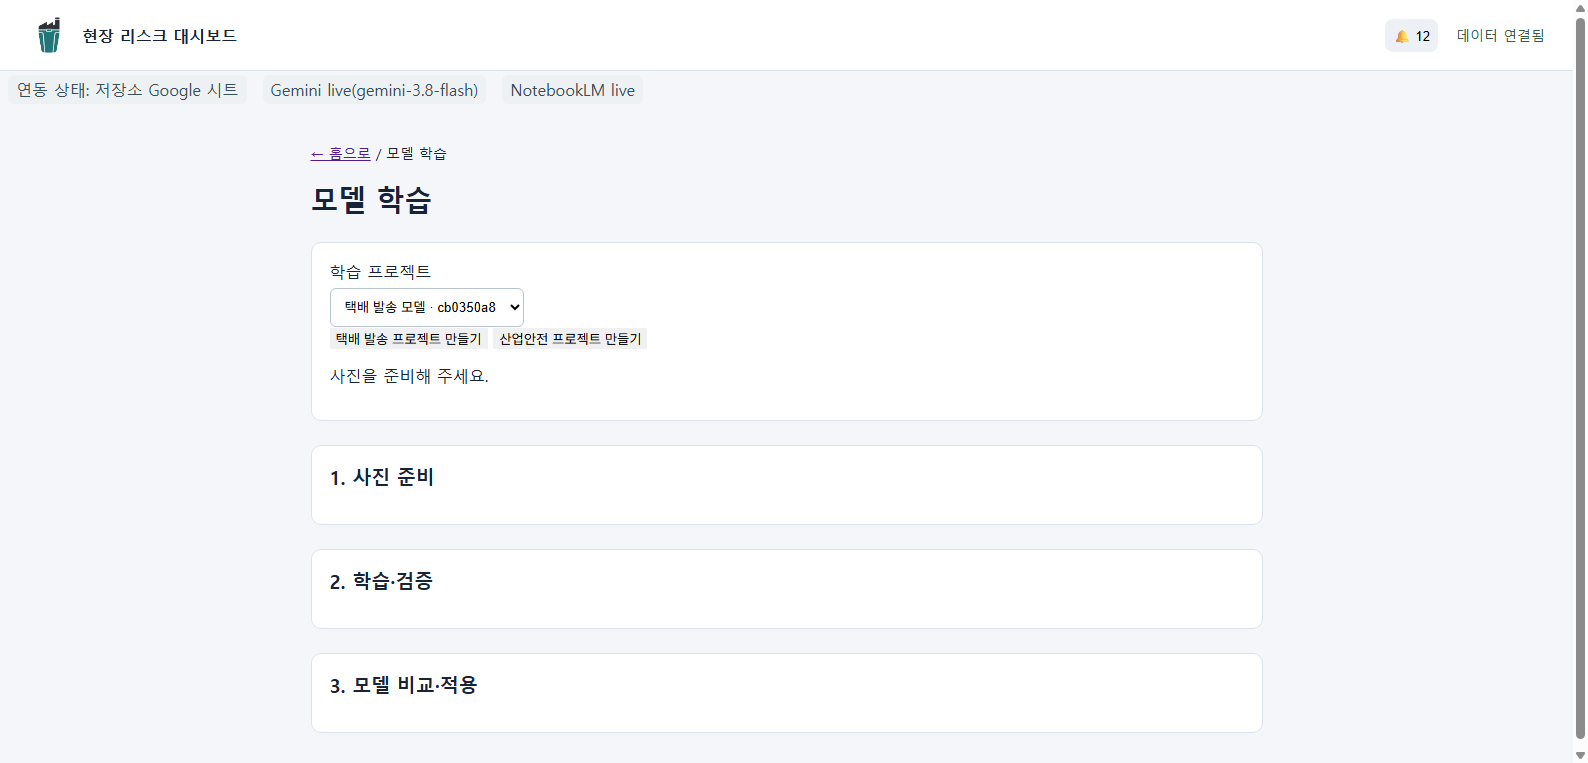 현장 리스크 대시보드
12
데이터 연결됨
연동 상태: 저장소 Google 시트
Gemini live(gemini-3.8-flash)
NotebookLM live
← 홈으로 / 모델 학습
모델 학습
학습 프로젝트
택배 발송 모델 · cb0350a8
택배 발송 프로젝트 만들기
산업안전 프로젝트 만들기
사진을 준비해 주세요.
1. 사진 준비
2. 학습·검증
3. 모델 비교·적용